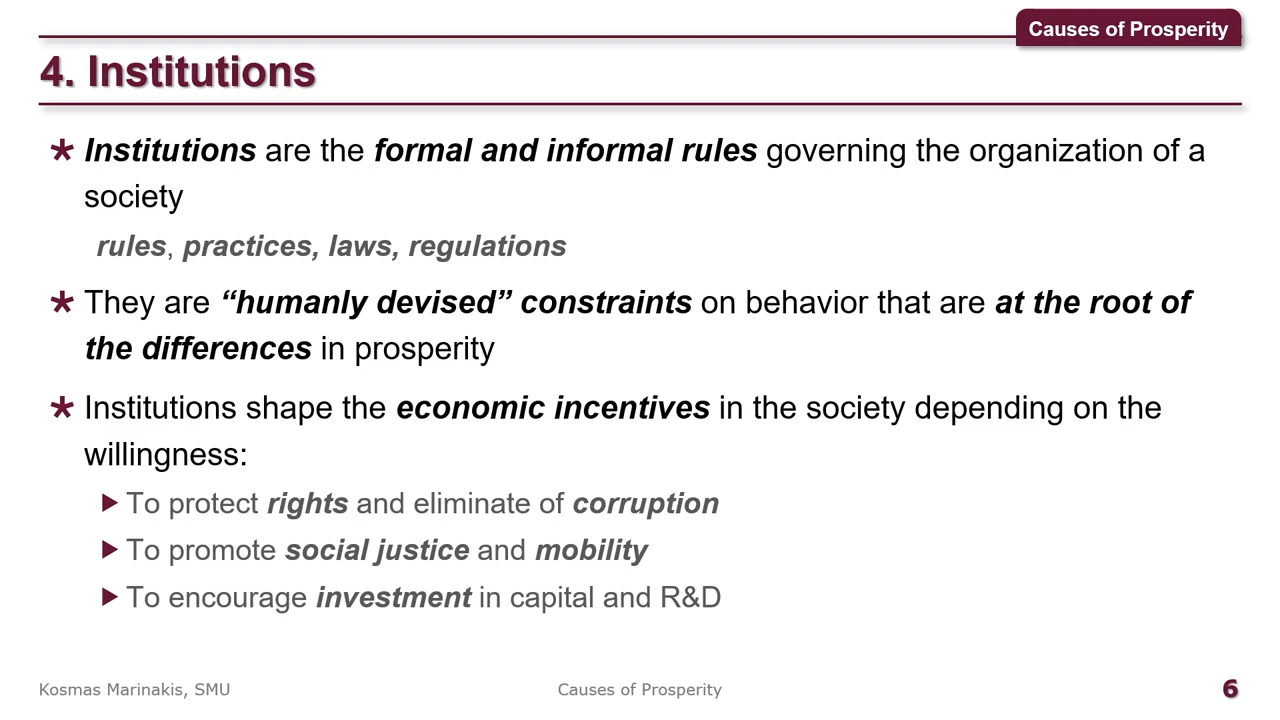 Causes of Prosperity
4. Institutions
Institutions are the formal and informal rules governing the organization of a
society
rules, practices, laws, regulations
They are “humanly devised” constraints on behavior that are at the root of
the differences in prosperity
Institutions shape the economic incentives in the society depending on the
willingness:
To protect rights and eliminate of corruption
To promote social justice and mobility
To encourage investment in capital and R&D
Kosmas Marinakis, SMU
Causes of Prosperity
6